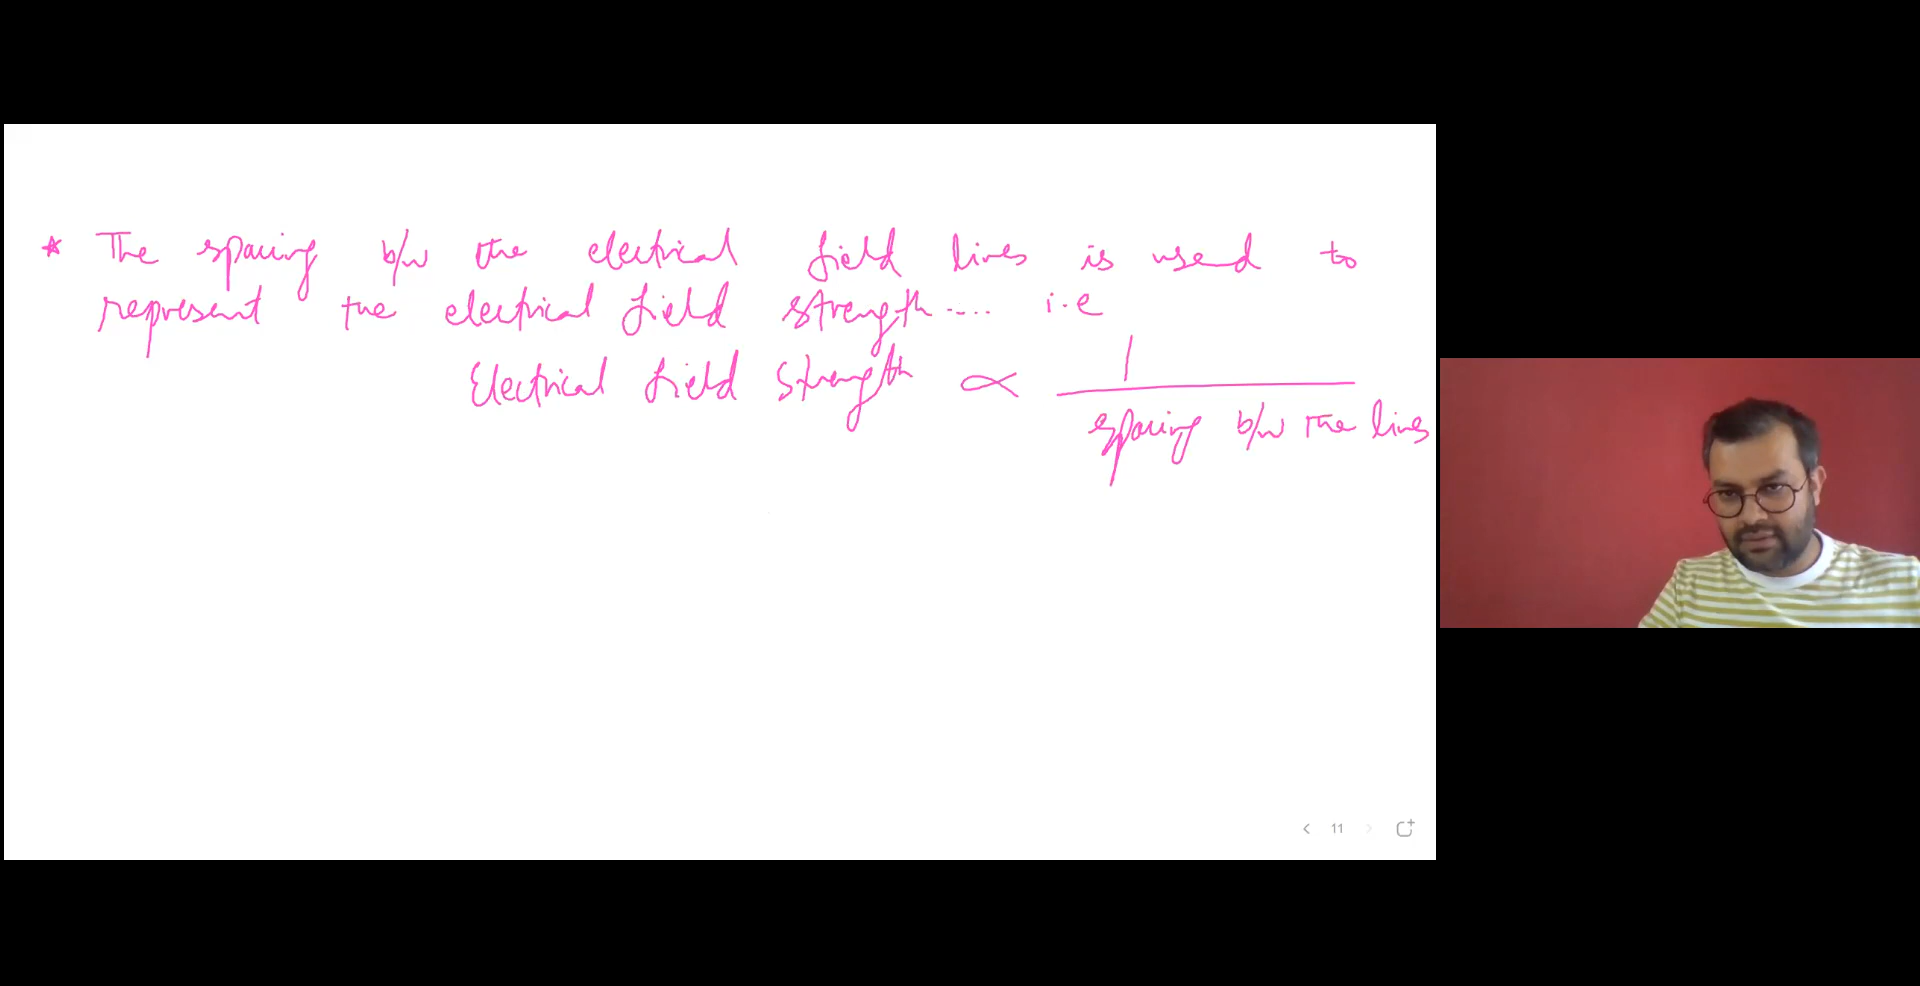 * The spacing b/w the electrical field lines is used to
represent the electrical field strength.... i.e
Electrical field strength ∝ 1
spacing b/w the lines
< 11 >